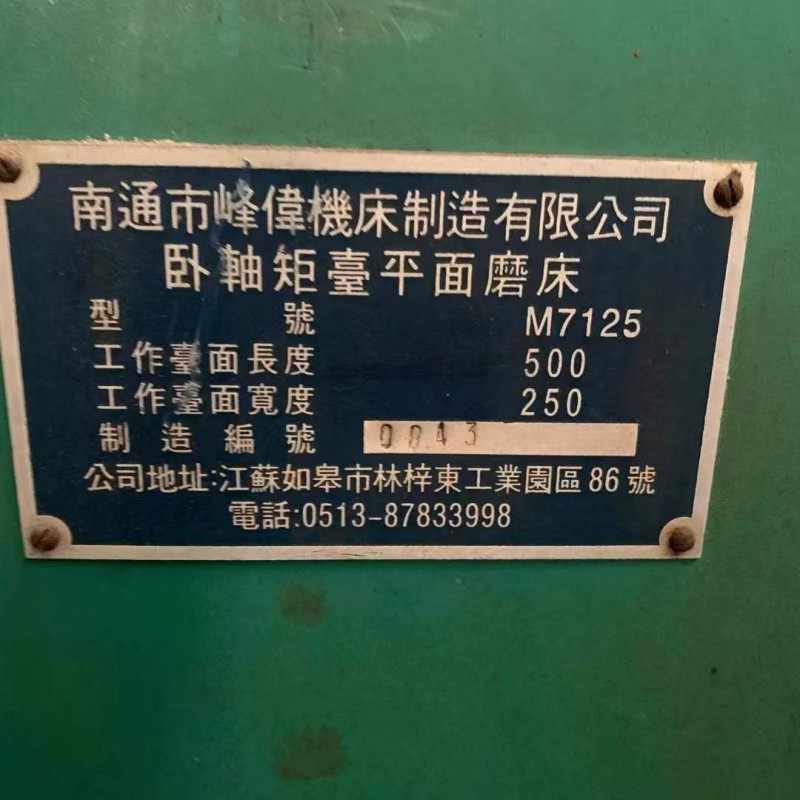 南通市峰偉機床制造有限公司
卧軸矩臺平面磨床
型號 M7125
工作臺面長度 500
工作臺面寬度 250
制造編號 0043
公司地址:江蘇如皋市林梓東工業園區86號
電話:0513-87833998